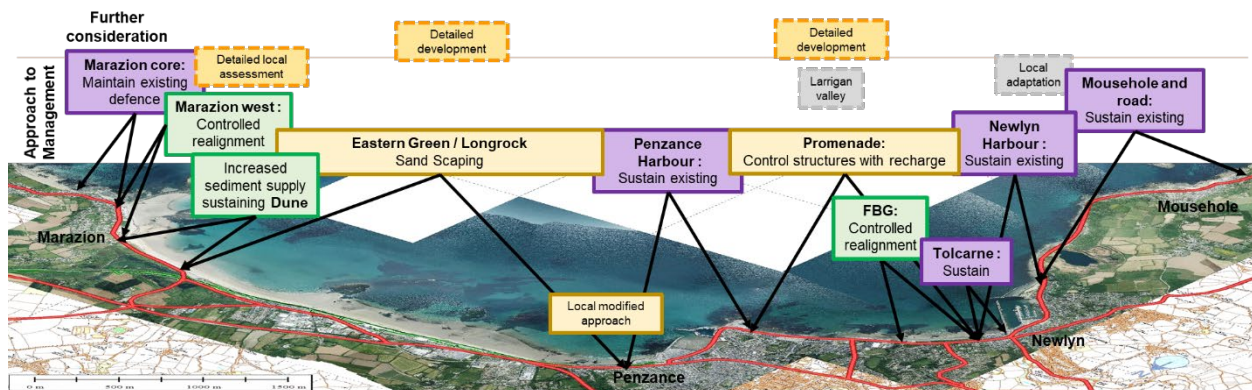 Further
consideration
Approach to
Management
Detailed local
assessment
Detailed
development
Detailed
development
Larrigan
valley
Local
adaptation
Marazion core:
Maintain existing
defence
Marazion west :
Controlled
realignment
Increased
sediment supply
sustaining Dune
Eastern Green / Longrock
Sand Scaping
Penzance
Harbour :
Sustain existing
Promenade:
Control structures with recharge
Newlyn
Harbour :
Sustain existing
Mousehole and
road:
Sustain existing
FBG:
Controlled
realignment
Tolcarne :
Sustain
Local modified
approach
Marazion
Penzance
Newlyn
Mousehole
0 m 500 m 1000 m 1500 m